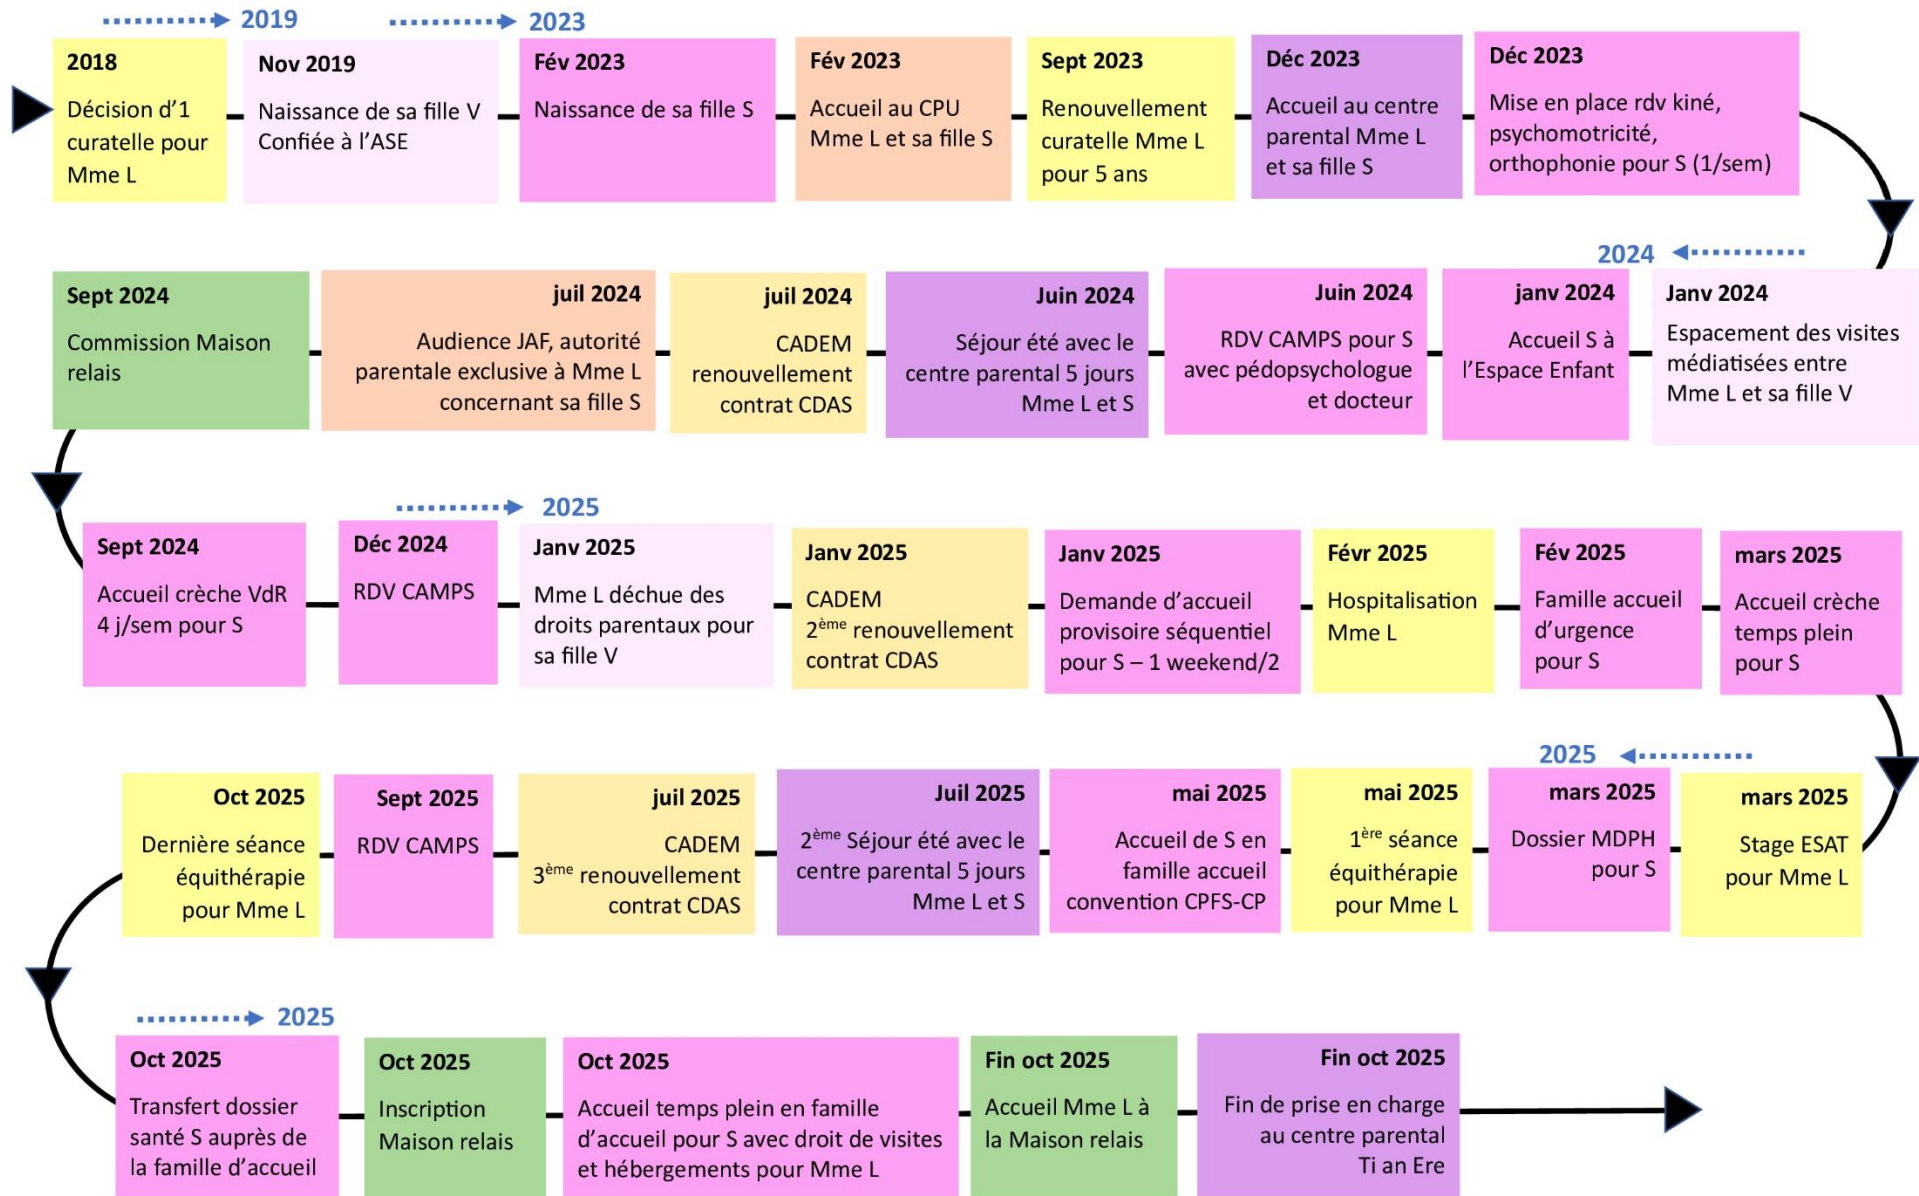 2019
2023
2018
Décision d’1
curatelle pour
Mme L
Nov 2019
Naissance de sa fille V
Confiée à l’ASE
Fév 2023
Naissance de sa fille S
Fév 2023
Accueil au CPU
Mme L et sa fille S
Sept 2023
Renouvellement
curatelle Mme L
pour 5 ans
Déc 2023
Accueil au centre
parental Mme L
et sa fille S
Déc 2023
Mise en place rdv kiné,
psychomotricité,
orthophonie pour S (1/sem)
2024
Janv 2024
Espacement des visites
médiatisées entre
Mme L et sa fille V
janv 2024
Accueil S à
l’Espace Enfant
Juin 2024
RDV CAMPS pour S
avec pédopsychologue
et docteur
Juin 2024
Séjour été avec le
centre parental 5 jours
Mme L et S
juil 2024
CADEM
renouvellement
contrat CDAS
juil 2024
Audience JAF, autorité
parentale exclusive à Mme L
concernant sa fille S
Sept 2024
Commission Maison
relais
2025
Sept 2024
Accueil crèche VdR
4 j/sem pour S
Déc 2024
RDV CAMPS
Janv 2025
Mme L déchue des
droits parentaux pour
sa fille V
Janv 2025
CADEM
2ème renouvellement
contrat CDAS
Janv 2025
Demande d’accueil
provisoire séquentiel
pour S – 1 weekend/2
Févr 2025
Hospitalisation
Mme L
Fév 2025
Famille accueil
d’urgence
pour S
mars 2025
Accueil crèche
temps plein
pour S
2025
mars 2025
Stage ESAT
pour Mme L
mars 2025
Dossier MDPH
pour S
mai 2025
1ère séance
équithérapie
pour Mme L
mai 2025
Accueil de S en
famille accueil
convention CPFS-CP
Juil 2025
2ème Séjour été avec le
centre parental 5 jours
Mme L et S
juil 2025
CADEM
3ème renouvellement
contrat CDAS
Sept 2025
RDV CAMPS
Oct 2025
Dernière séance
équithérapie
pour Mme L
2025
Oct 2025
Transfert dossier
santé S auprès de
la famille d’accueil
Oct 2025
Inscription
Maison relais
Oct 2025
Accueil temps plein en famille
d’accueil pour S avec droit de visites
et hébergements pour Mme L
Fin oct 2025
Accueil Mme L à
la Maison relais
Fin oct 2025
Fin de prise en charge
au centre parental
Ti an Ere